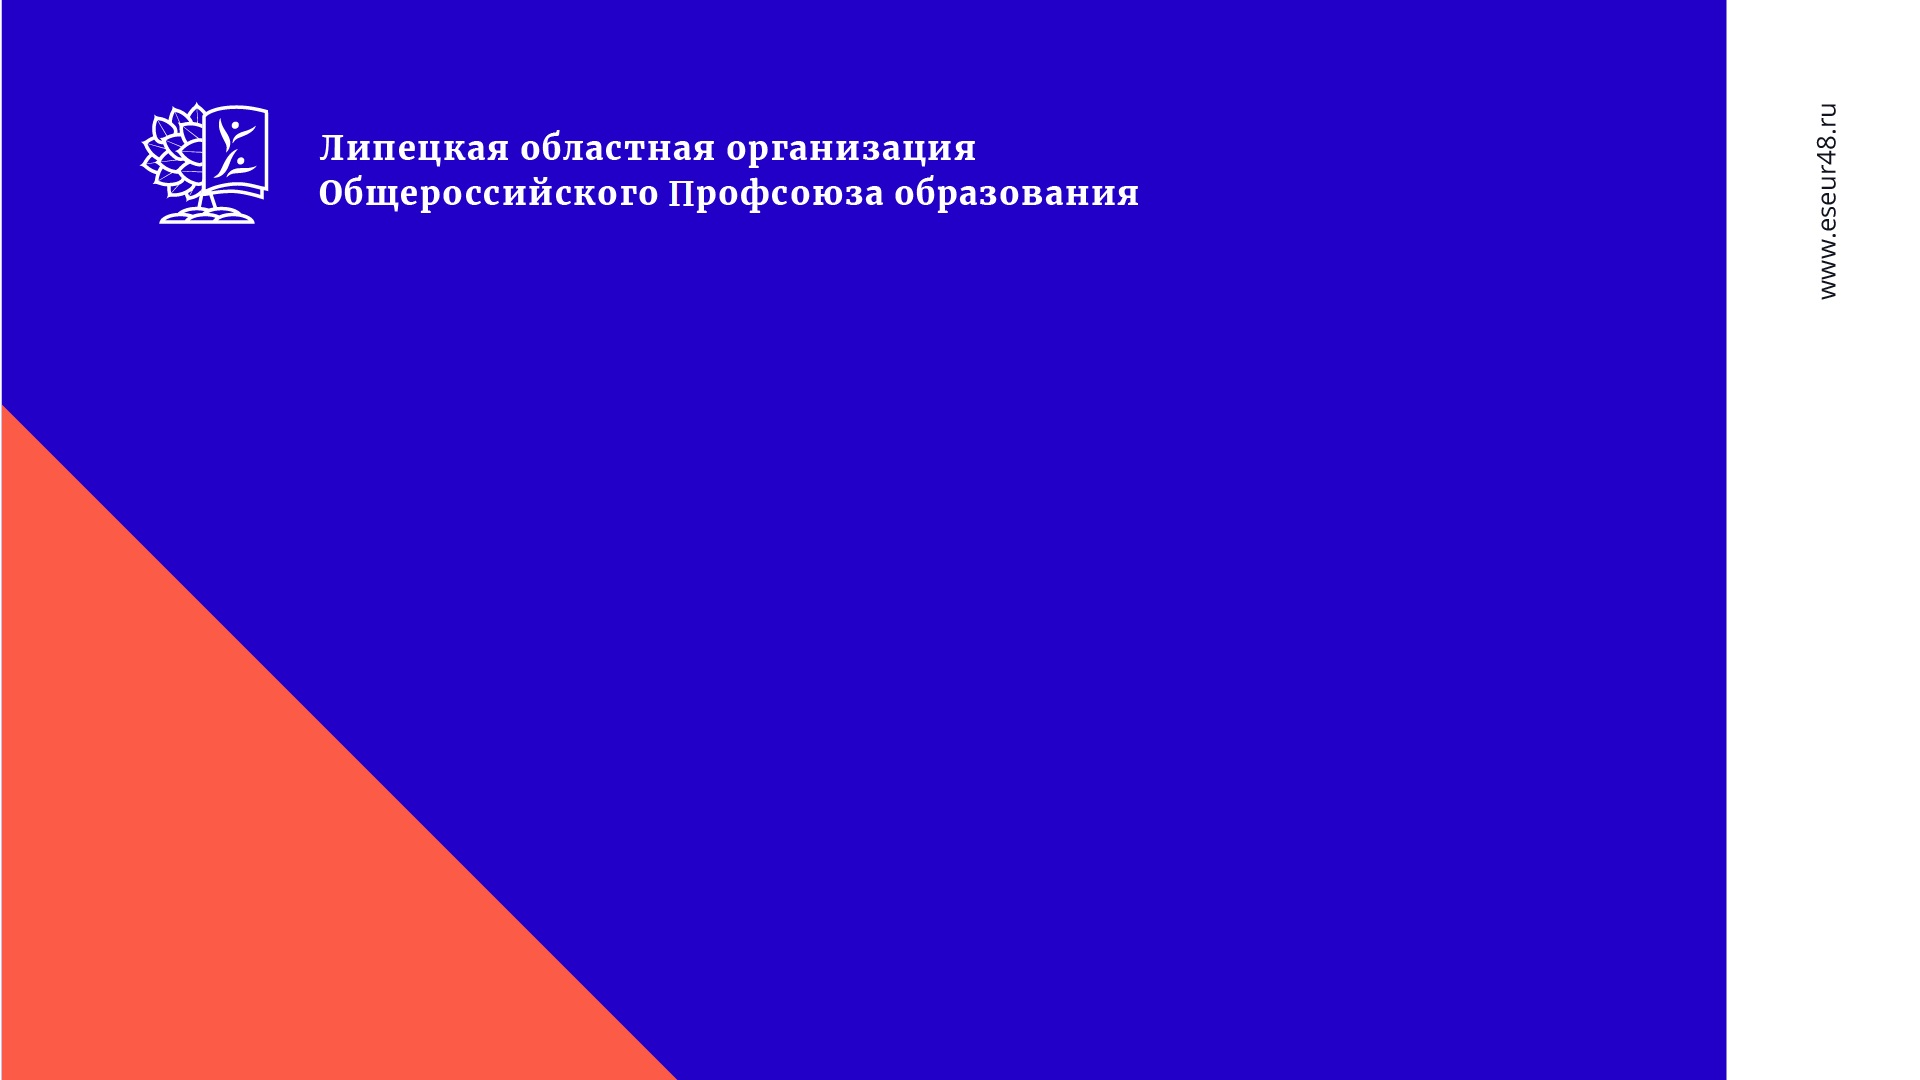 Липецкая областная организация
Общероссийского Профсоюза образования
www.eseur48.ru